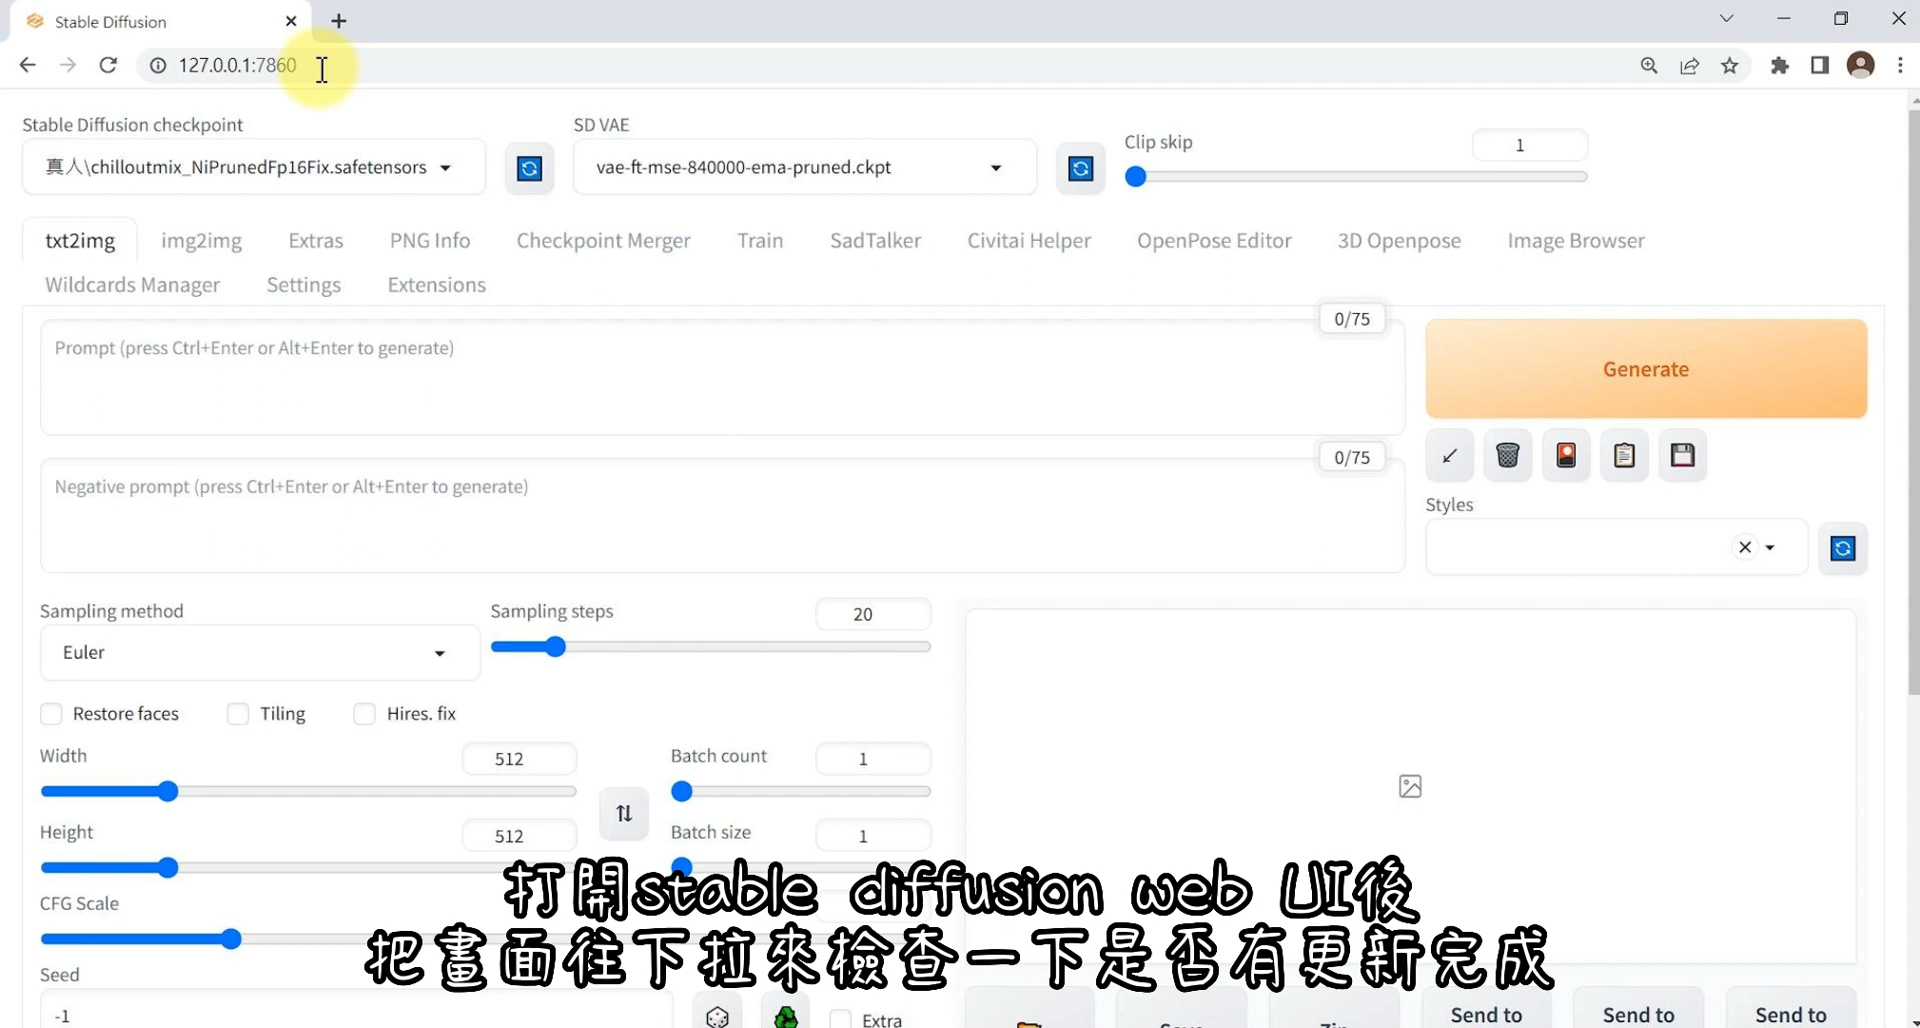 Stable Diffusion
127.0.0.1:7860
Stable Diffusion checkpoint
真人\chilloutmix_NiPrunedFp16Fix.safetensors
SD VAE
vae-ft-mse-840000-ema-pruned.ckpt
Clip skip
1
txt2img img2img Extras PNG Info Checkpoint Merger Train SadTalker Civitai Helper OpenPose Editor 3D Openpose Image Browser
Wildcards Manager Settings Extensions
0/75
Prompt (press Ctrl+Enter or Alt+Enter to generate)
Generate
0/75
Negative prompt (press Ctrl+Enter or Alt+Enter to generate)
Styles
Sampling method
Euler
Sampling steps
20
Restore faces Tiling Hires. fix
Width
512
Batch count
1
Height
512
Batch size
1
CFG Scale
打開stable diffusion web UI後
把畫面往下拉來檢查一下是否有更新完成
Seed
-1
Extra
Send to Send to Send to